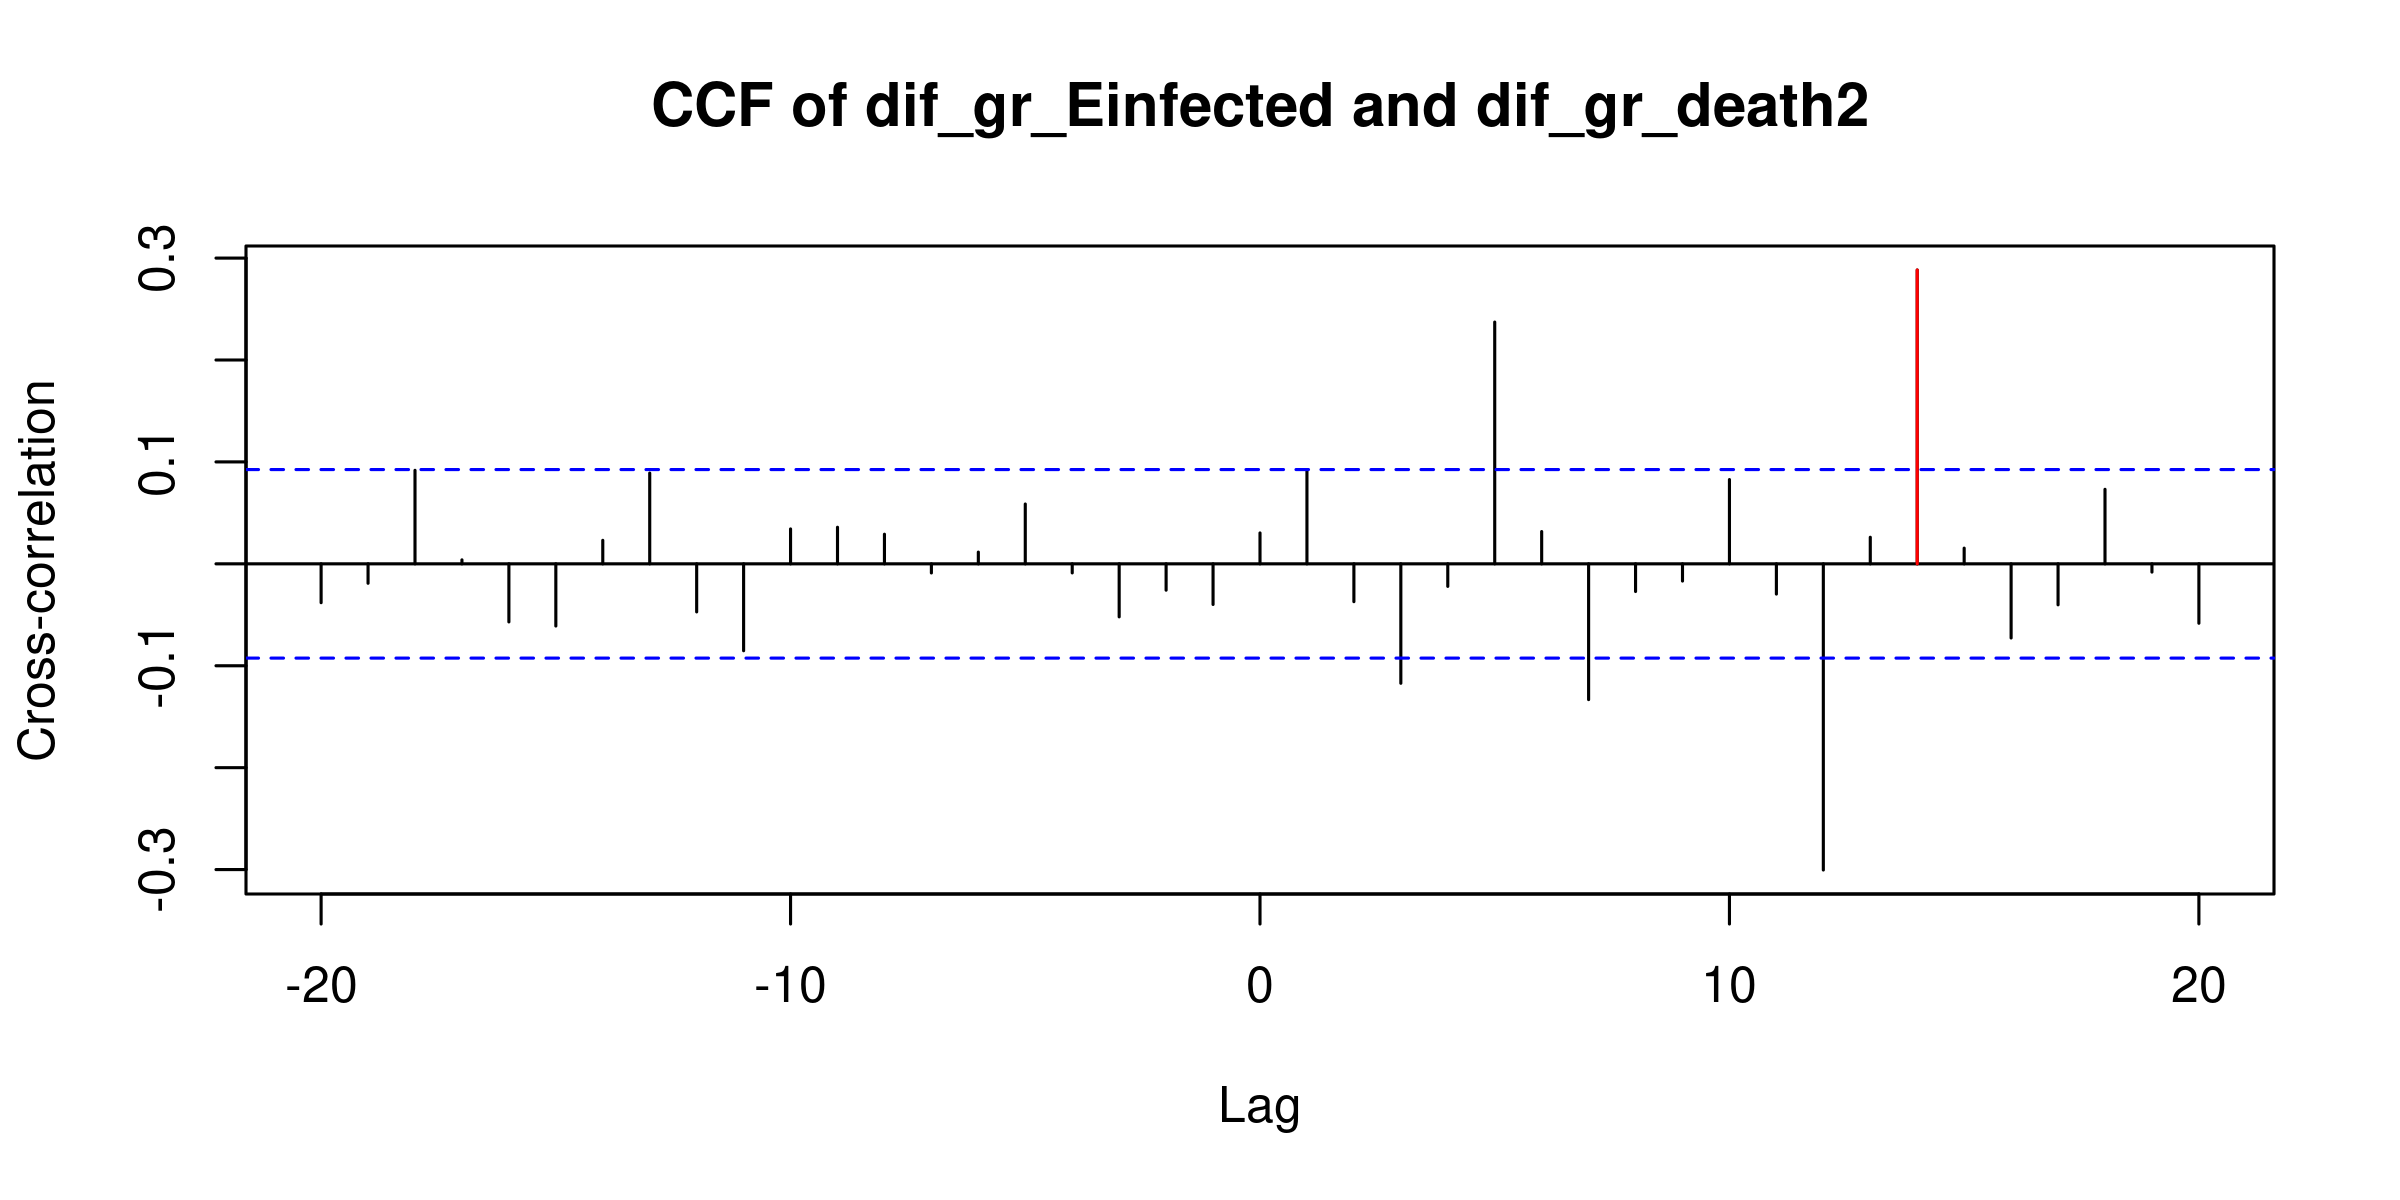 CCF of dif_gr_Einfected and dif_gr_death2
Cross-correlation
0.3
0.1
-0.1
-0.3
-20 -10 0 10 20
Lag